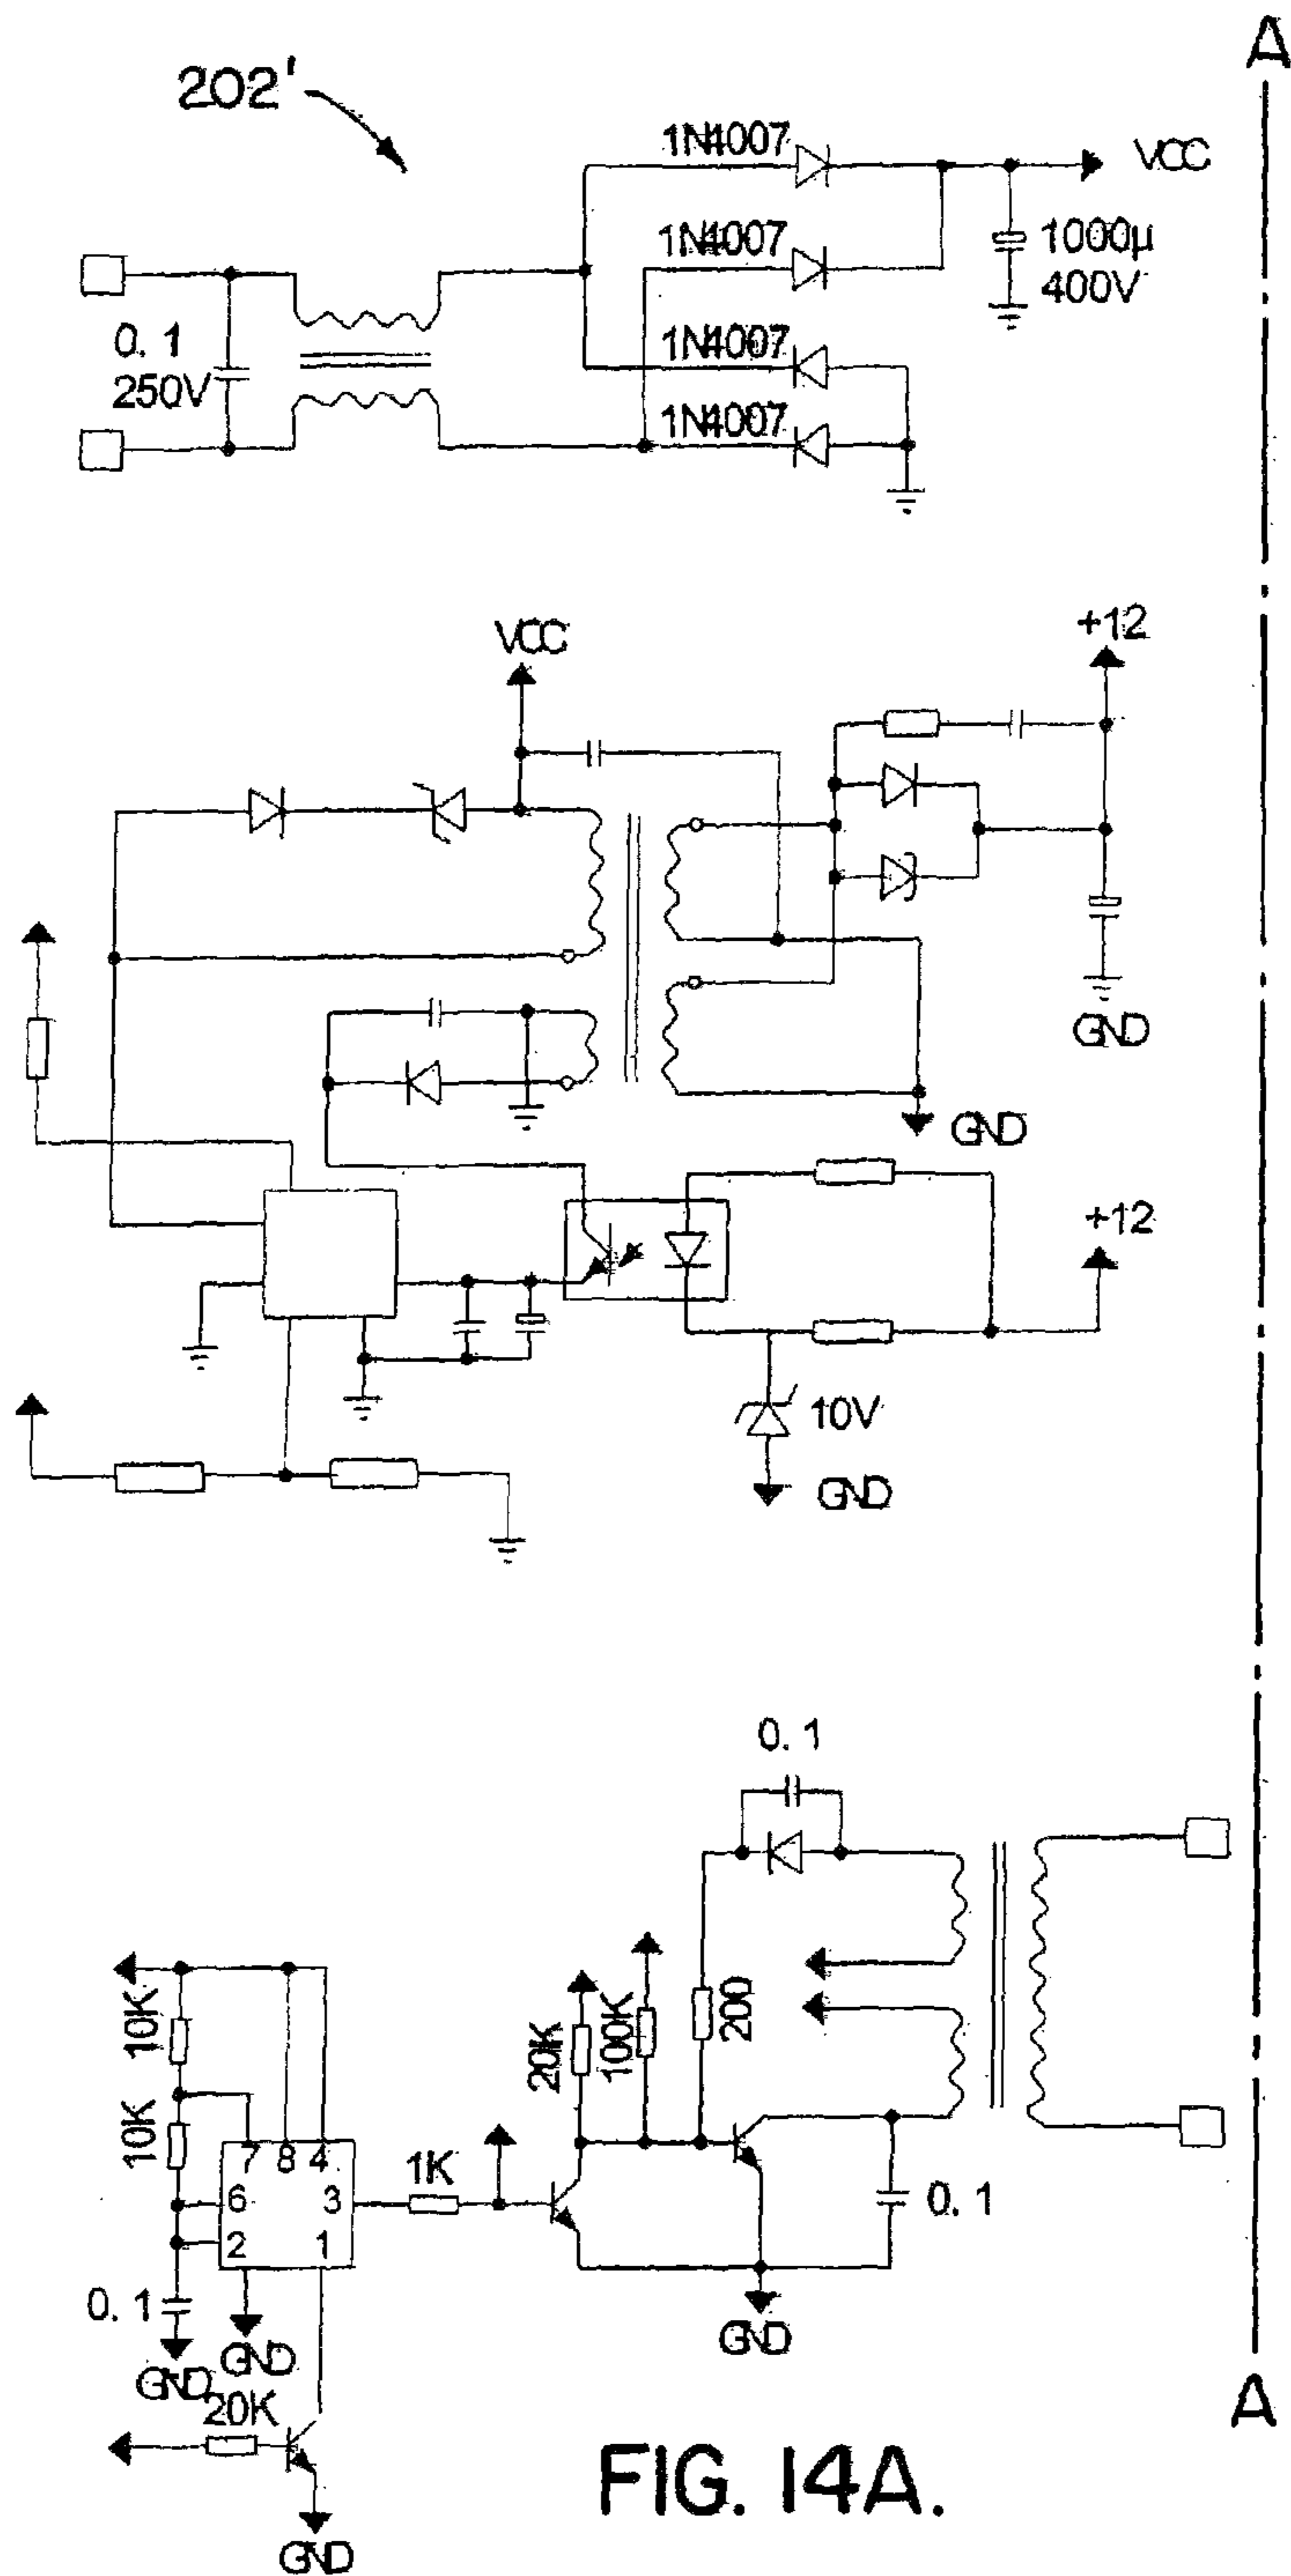 A
202'
1N4007
VCC
1N4007
1000µ
400V
0.1
250V
1N4007
1N4007
VCC
+12
GND
GND
+12
10V
GND
0.1
10K
20K
100K
200
10K
7 8 4
6 3
2 1
1K
0.1
0.1
GND
GND
GND
20K
GND
A
FIG. 14A.